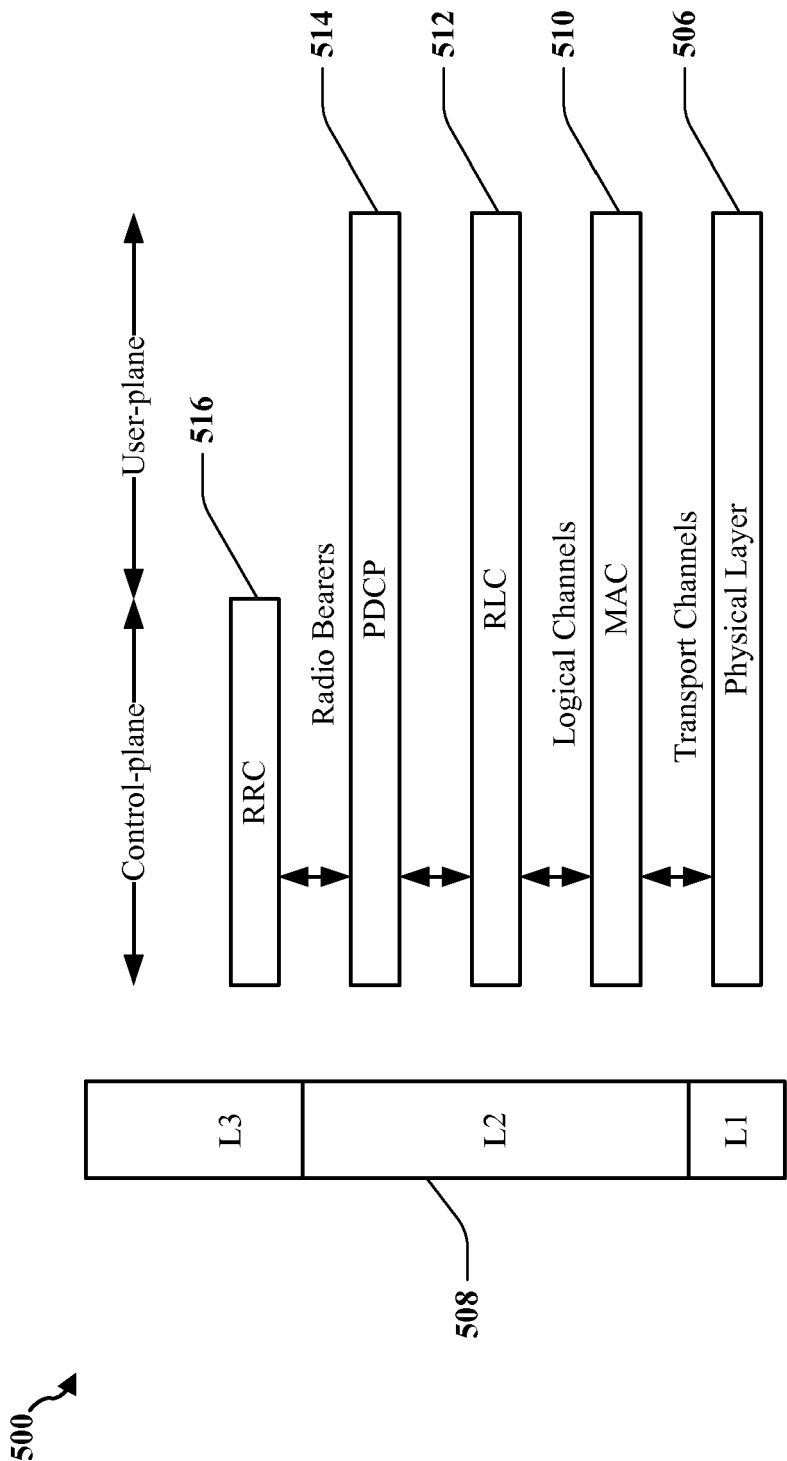 500
Control-plane
User-plane
516
L3
RRC
Radio Bearers
514
PDCP
508
L2
512
RLC
Logical Channels
510
MAC
Transport Channels
506
L1
Physical Layer